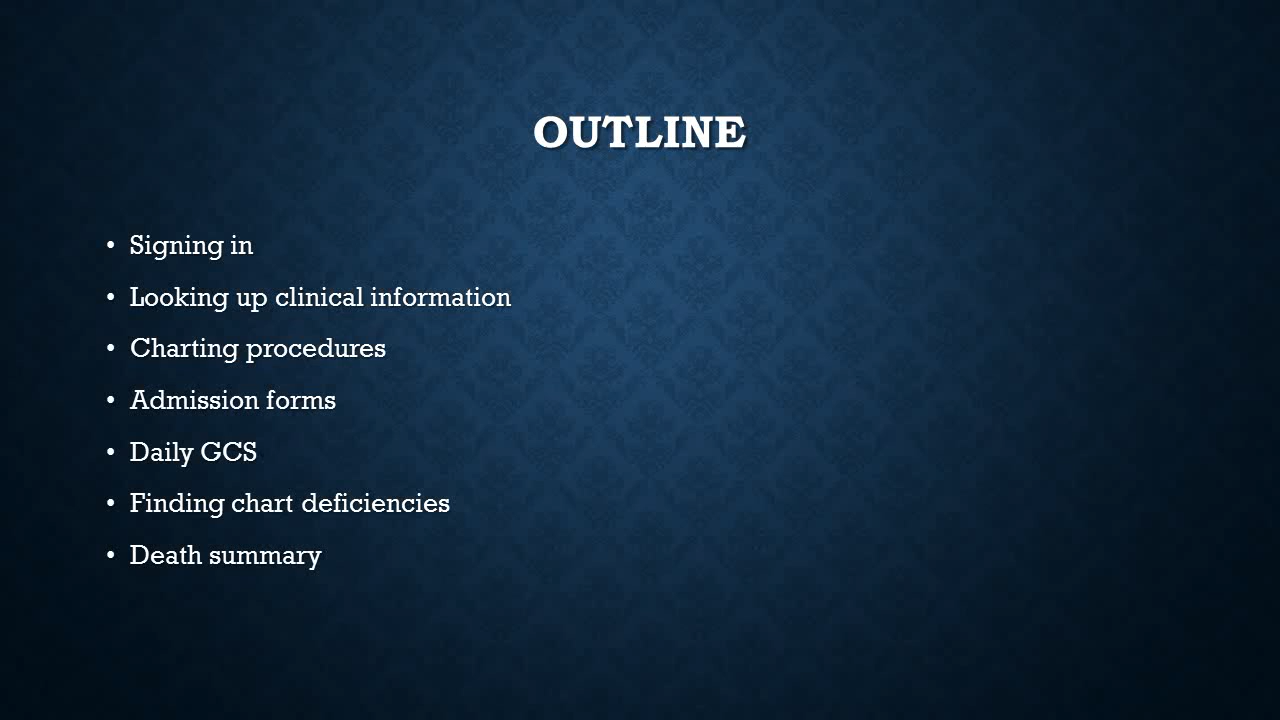 OUTLINE
• Signing in
• Looking up clinical information
• Charting procedures
• Admission forms
• Daily GCS
• Finding chart deficiencies
• Death summary